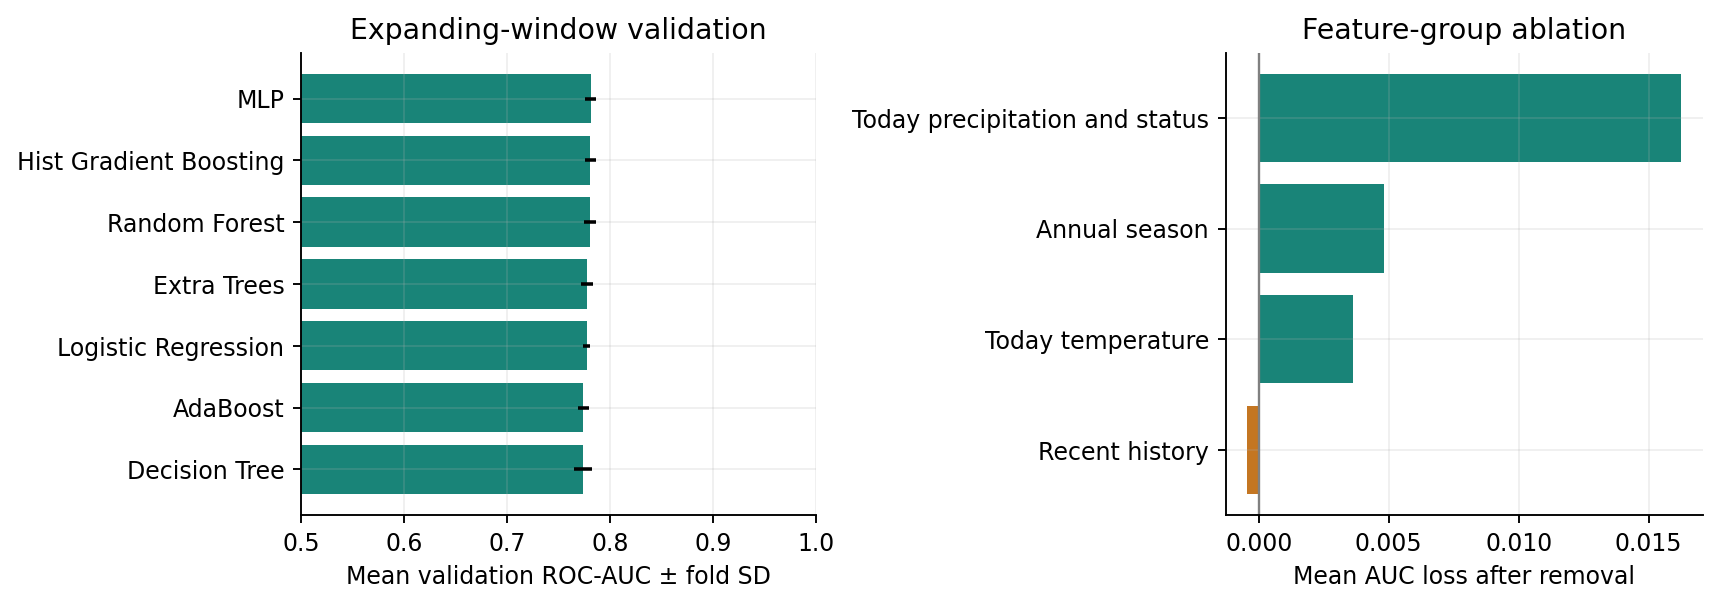 Expanding-window validation
MLP
Hist Gradient Boosting
Random Forest
Extra Trees
Logistic Regression
AdaBoost
Decision Tree
0.5 0.6 0.7 0.8 0.9 1.0
Mean validation ROC-AUC ± fold SD
Feature-group ablation
Today precipitation and status
Annual season
Today temperature
Recent history
0.000 0.005 0.010 0.015
Mean AUC loss after removal